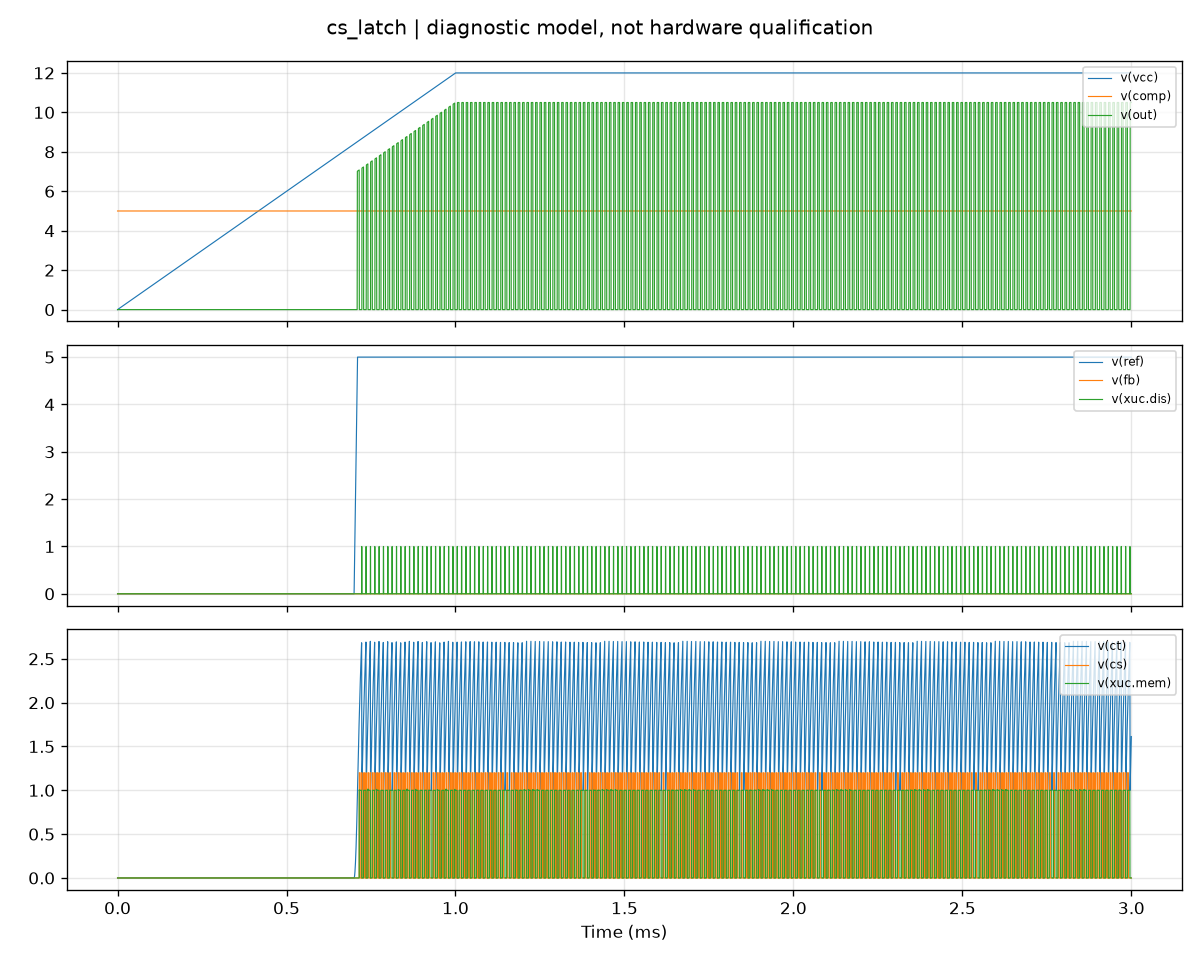 cs_latch | diagnostic model, not hardware qualification
12
10
8
6
4
2
0
v(vcc)
v(comp)
v(out)
5
4
3
2
1
0
v(ref)
v(fb)
v(xuc.dis)
2.5
2.0
1.5
1.0
0.5
0.0
v(ct)
v(cs)
v(xuc.mem)
0.0 0.5 1.0 1.5 2.0 2.5 3.0
Time (ms)